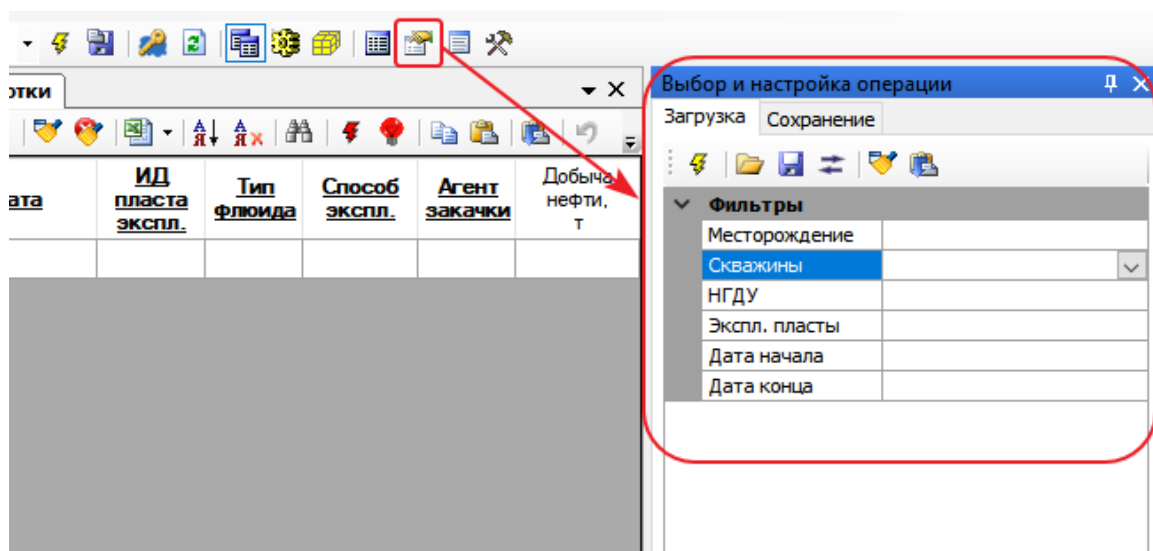 отки
Выбор и настройка операции
Загрузка Сохранение
ата
ИД
пласта
экспл.
Тип
флюида
Способ
экспл.
Агент
закачки
Добыча
нефти,
т
Фильтры
Месторождение
Скважины
НГДУ
Экспл. пласты
Дата начала
Дата конца